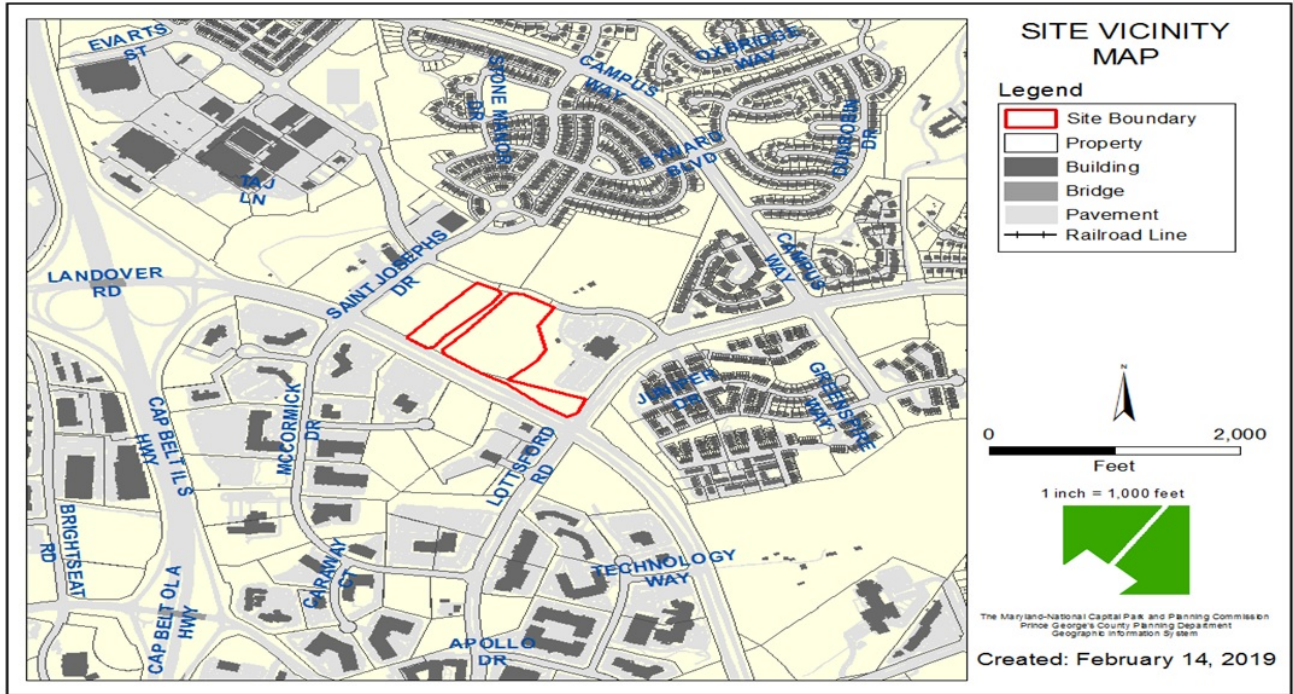 EVARTS
ST
STONE MANOR
DR
CAMPUS
WAY
OXBRIDGE
WAY
BYWARD
BLVD
DUNROBIN
DR
TAJ
LN
LANDOVER
RD
SAINT JOSEPHS
DR
CAMPUS
WAY
MCCORMICK
DR
CAP BELT IL S
HWY
JUNIPER
DR
GREENSPIRE
WAY
LOTTSFORD
RD
BRIGHTSEAT
RD
CARAWAY
CT
TECHNOLOGY
WAY
CAP BELT OL A
HWY
APOLLO
DR
SITE VICINITY
MAP
Legend
Site Boundary
Property
Building
Bridge
Pavement
Railroad Line
N
0 2,000
Feet
1 inch = 1,000 feet
The Maryland-National Capital Park and Planning Commission
Prince George's County Planning Department
Geographic Information System
Created: February 14, 2019